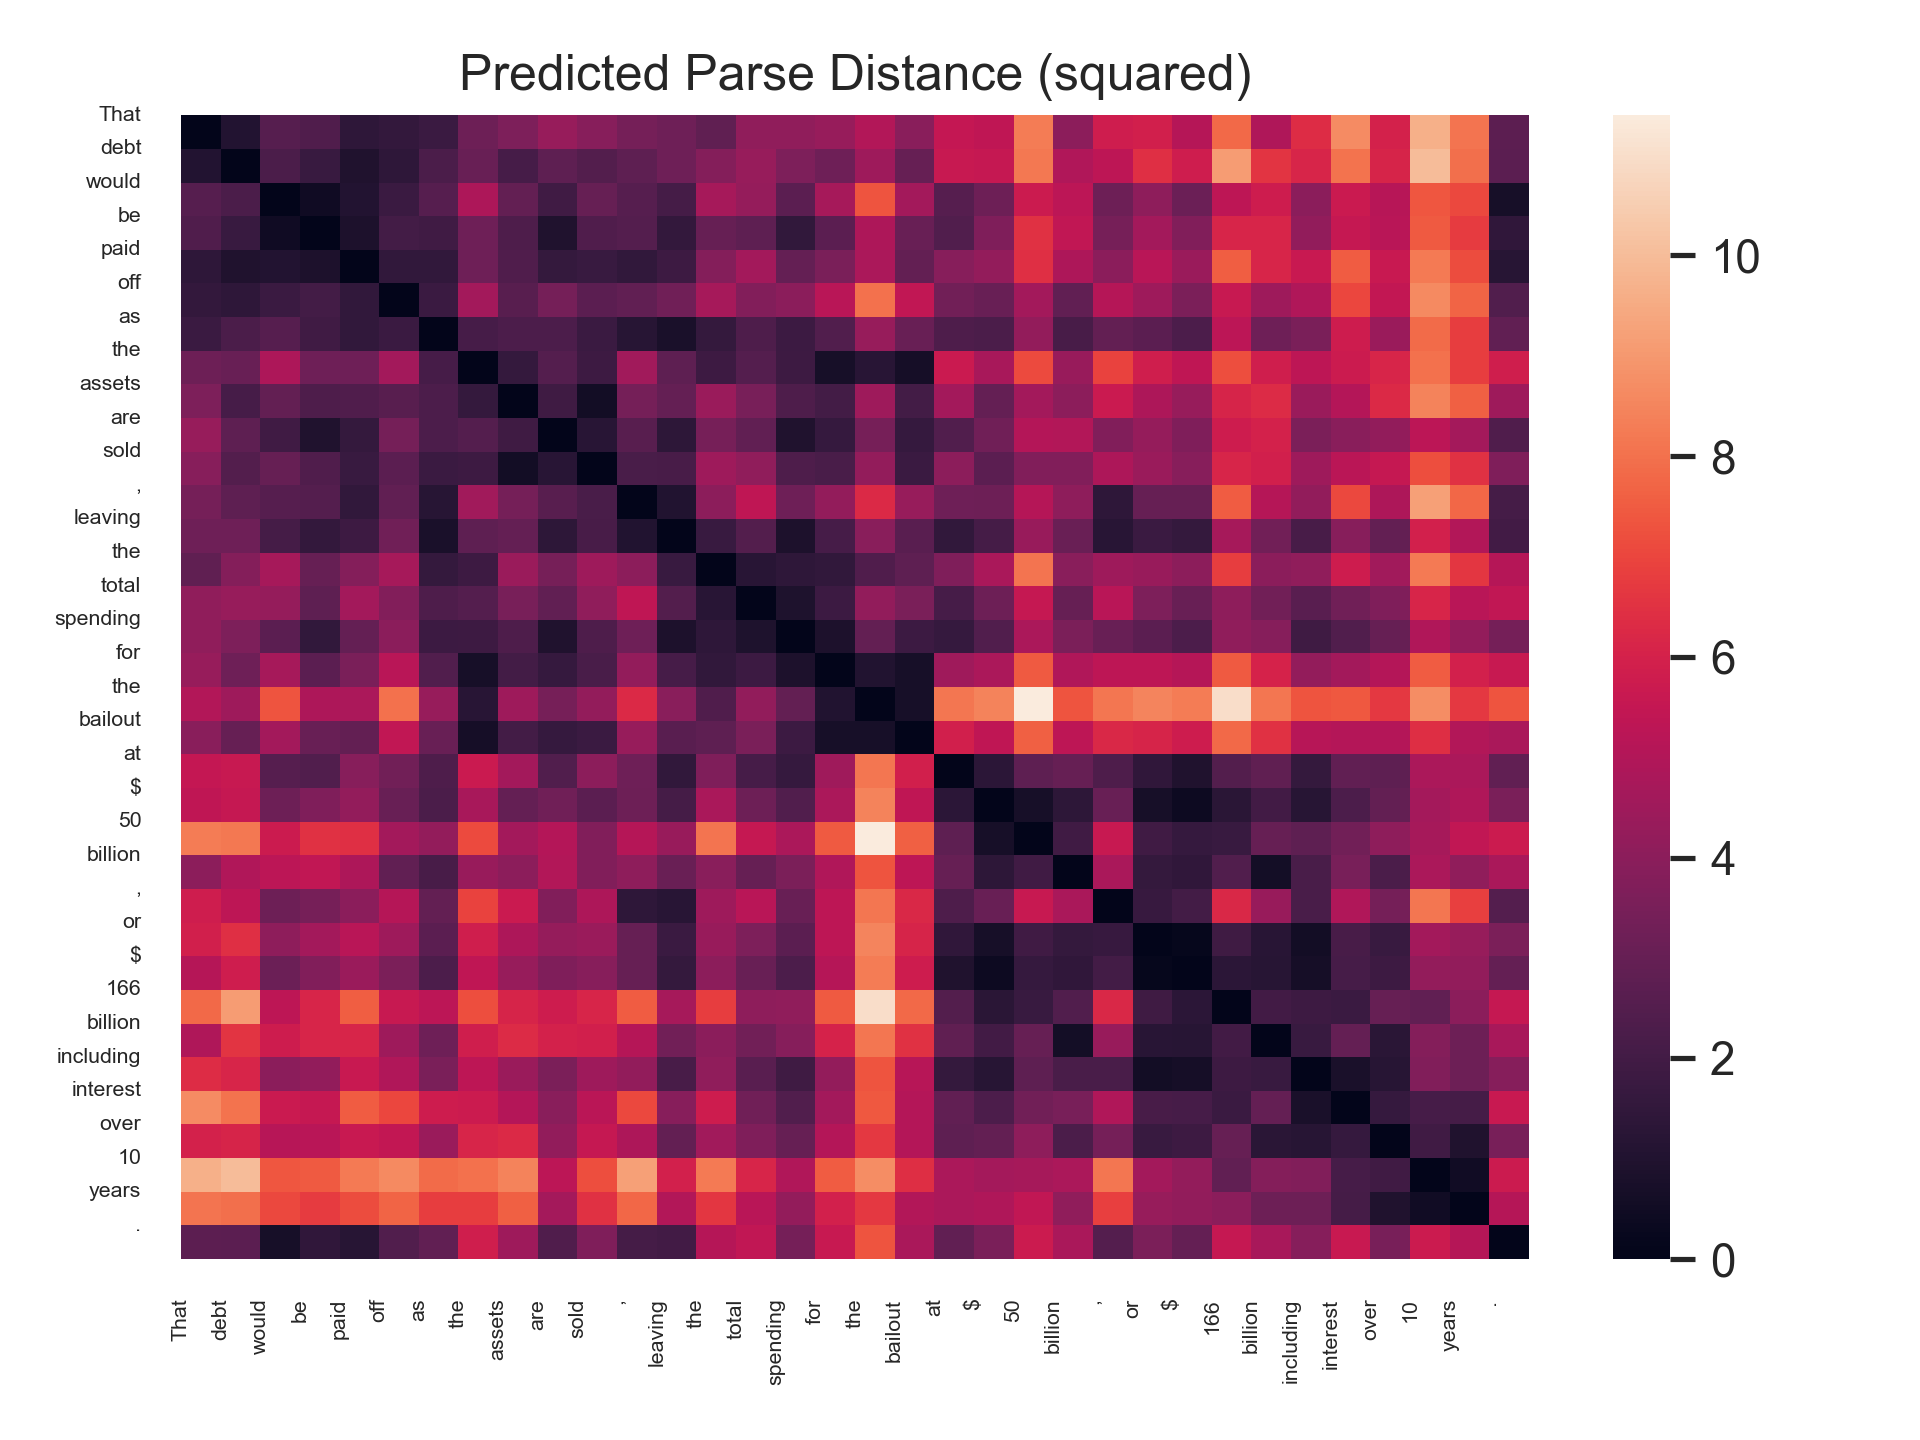 Predicted Parse Distance (squared)
That
debt
would
be
paid
off
as
the
assets
are
sold
,
leaving
the
total
spending
for
the
bailout
at
$
50
billion
,
or
$
166
billion
including
interest
over
10
years
.
10
8
6
4
2
0
That debt would be paid off as the assets are sold , leaving the total spending for the bailout at $ 50 billion , or $ 166 billion including interest over 10 years .